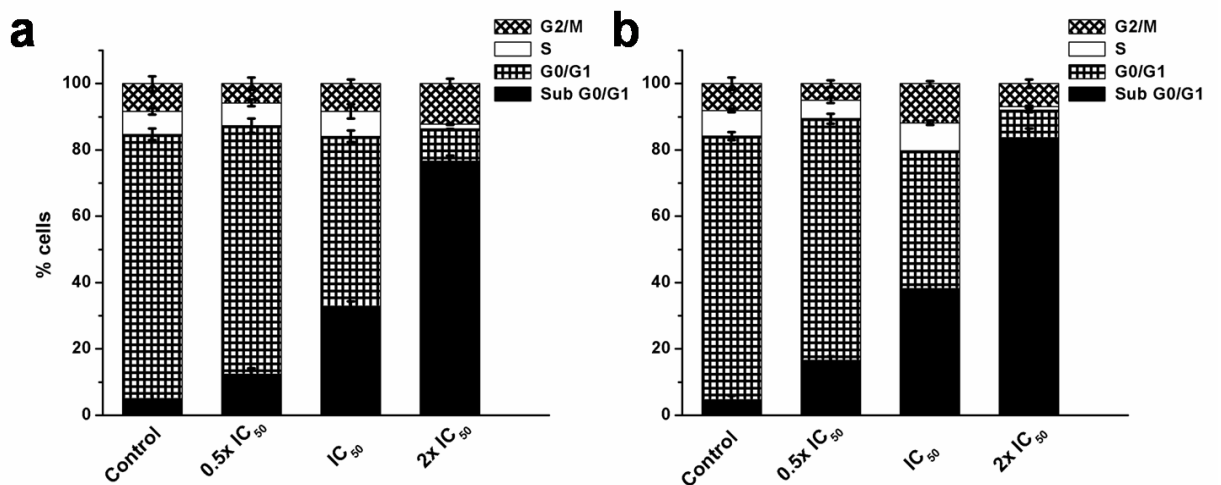 a
G2/M
S
G0/G1
Sub G0/G1
% cells
100
80
60
40
20
0
Control
0.5x IC₅₀
IC₅₀
2x IC₅₀
b
G2/M
S
G0/G1
Sub G0/G1
100
80
60
40
20
0
Control
0.5x IC₅₀
IC₅₀
2x IC₅₀